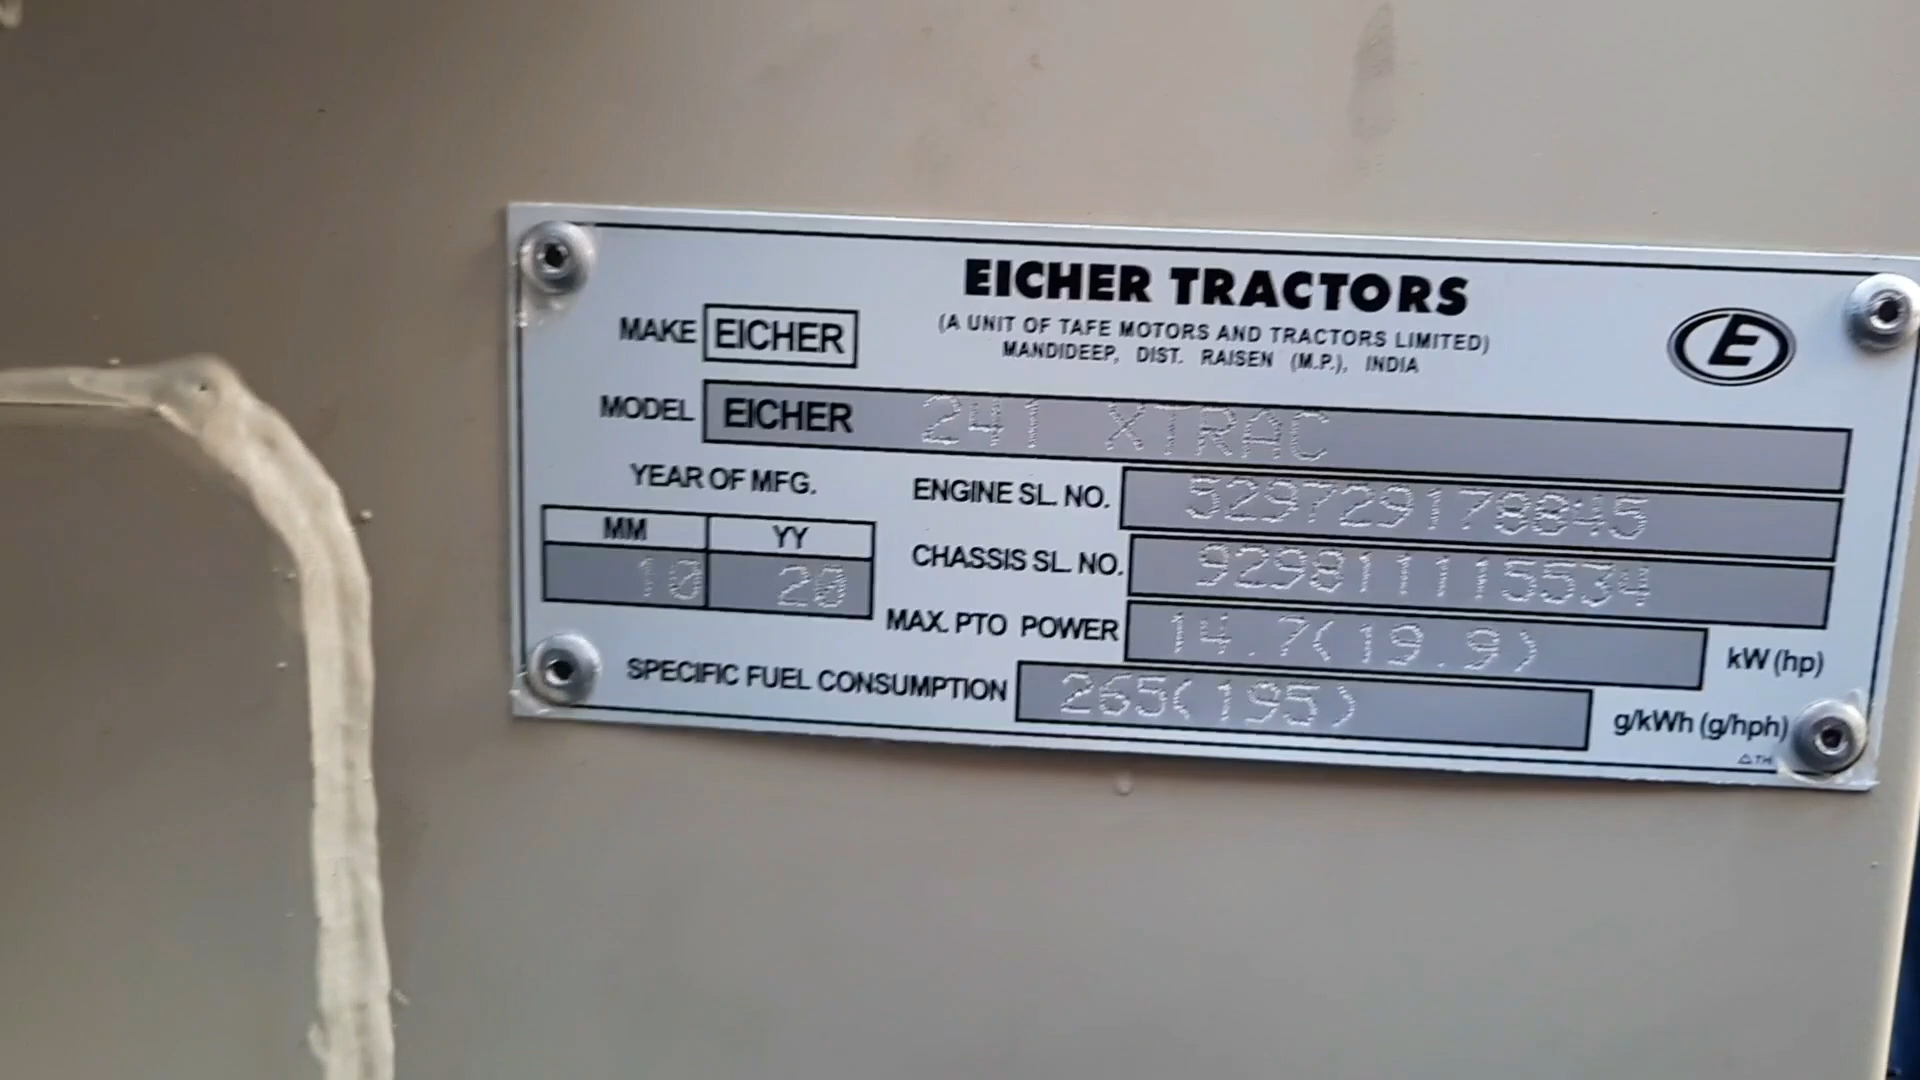 EICHER TRACTORS
(A UNIT OF TAFE MOTORS AND TRACTORS LIMITED)
MANDIDEEP, DIST. RAISEN (M.P.), INDIA
E
MAKE EICHER
MODEL EICHER 241 XTRAC
YEAR OF MFG.
MM YY
10 20
ENGINE SL. NO. 529729178845
CHASSIS SL. NO. 929811115534
MAX. PTO POWER 14.7(19.9) kW (hp)
SPECIFIC FUEL CONSUMPTION 265(195) g/kWh (g/hph)